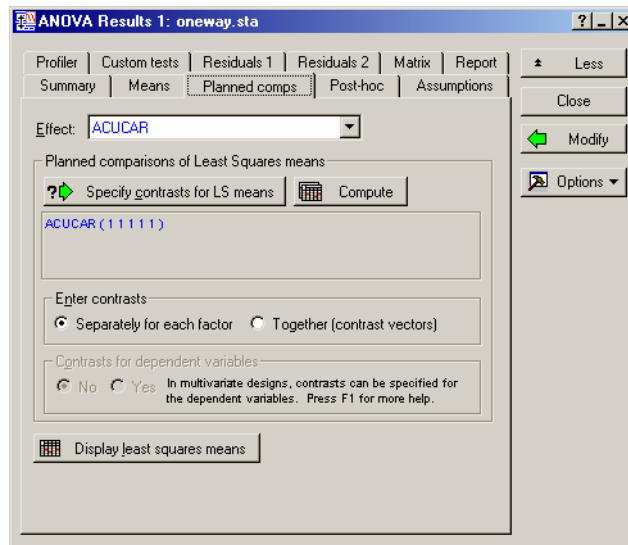 ANOVA Results 1: oneway.sta
Profiler Custom tests Residuals 1 Residuals 2 Matrix Report
Summary Means Planned comps Post-hoc Assumptions
Effect: ACUCAR
Planned comparisons of Least Squares means
Specify contrasts for LS means Compute
ACUCAR ( 1 1 1 1 1 )
Enter contrasts
Separately for each factor Together (contrast vectors)
Contrasts for dependent variables
No Yes In multivariate designs, contrasts can be specified for
the dependent variables. Press F1 for more help.
Display least squares means
Less
Close
Modify
Options